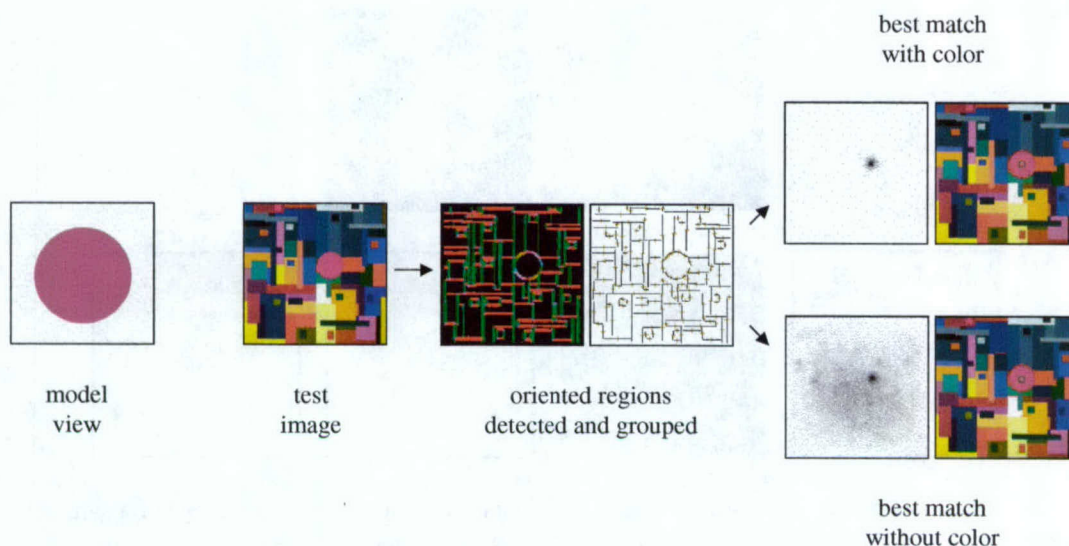 best match
with color
model
view
test
image
oriented regions
detected and grouped
best match
without color